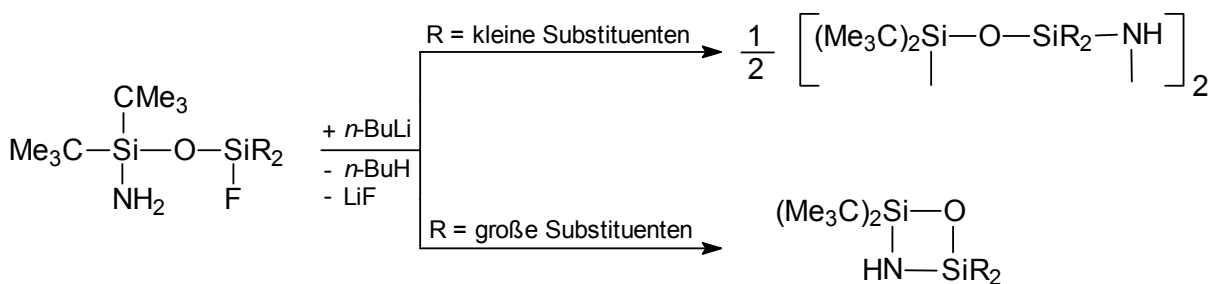 R = kleine Substituenten
1
2
(Me₃C)₂Si—O—SiR₂—NH
2
CMe₃
Me₃C—Si—O—SiR₂
NH₂ F
+ n-BuLi
- n-BuH
- LiF
R = große Substituenten
(Me₃C)₂Si—O
HN—SiR₂